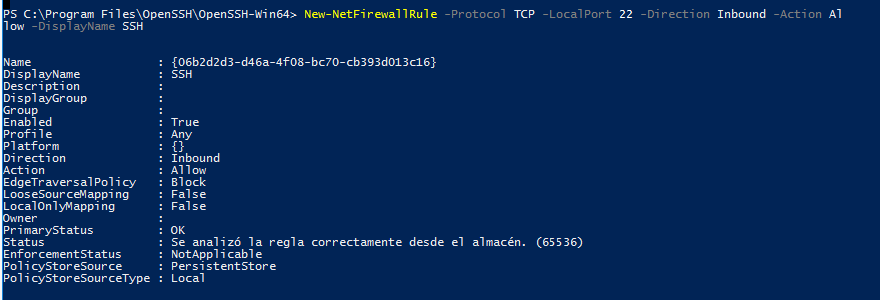 PS C:\Program Files\OpenSSH\OpenSSH-Win64> New-NetFirewallRule -Protocol TCP -LocalPort 22 -Direction Inbound -Action Al
low -DisplayName SSH
Name : {06b2d2d3-d46a-4f08-bc70-cb393d013c16}
DisplayName : SSH
Description :
DisplayGroup :
Group :
Enabled : True
Profile : Any
Platform : {}
Direction : Inbound
Action : Allow
EdgeTraversalPolicy : Block
LooseSourceMapping : False
LocalOnlyMapping : False
Owner :
PrimaryStatus : OK
Status : Se analizó la regla correctamente desde el almacén. (65536)
EnforcementStatus : NotApplicable
PolicyStoreSource : PersistentStore
PolicyStoreSourceType : Local